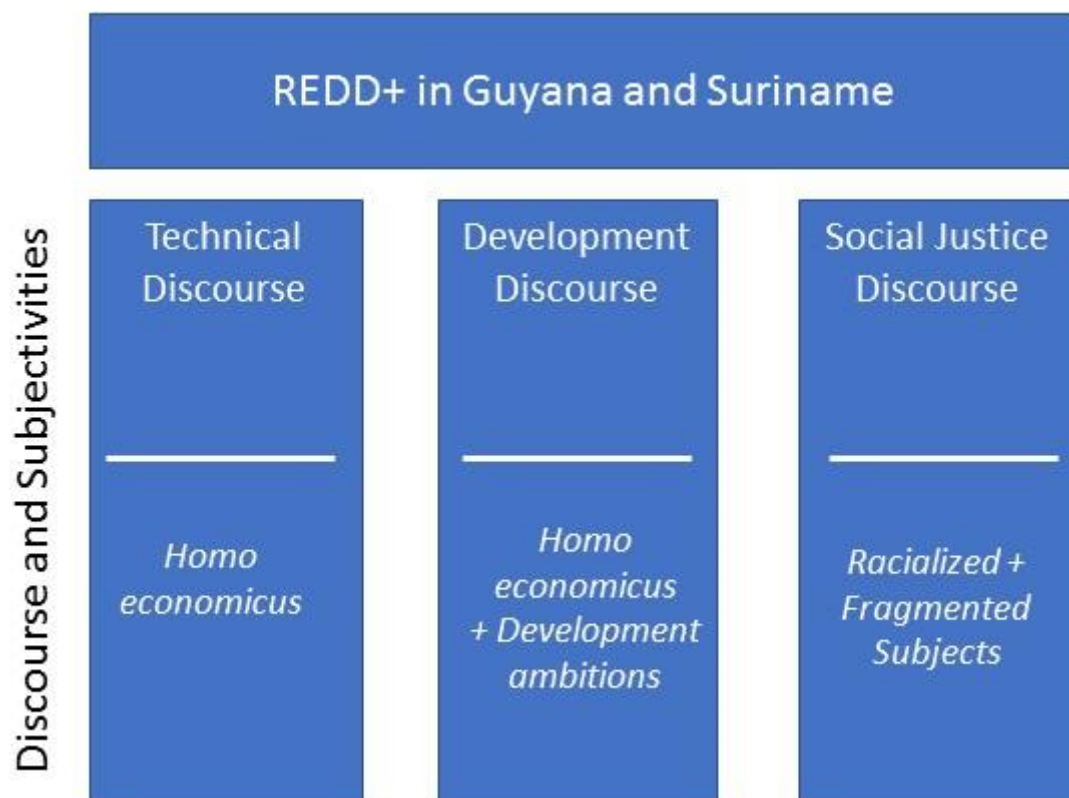 REDD+ in Guyana and Suriname
Discourse and Subjectivities
Technical
Discourse
Homo
economicus
Development
Discourse
Homo
economicus
+ Development
ambitions
Social Justice
Discourse
Racialized +
Fragmented
Subjects